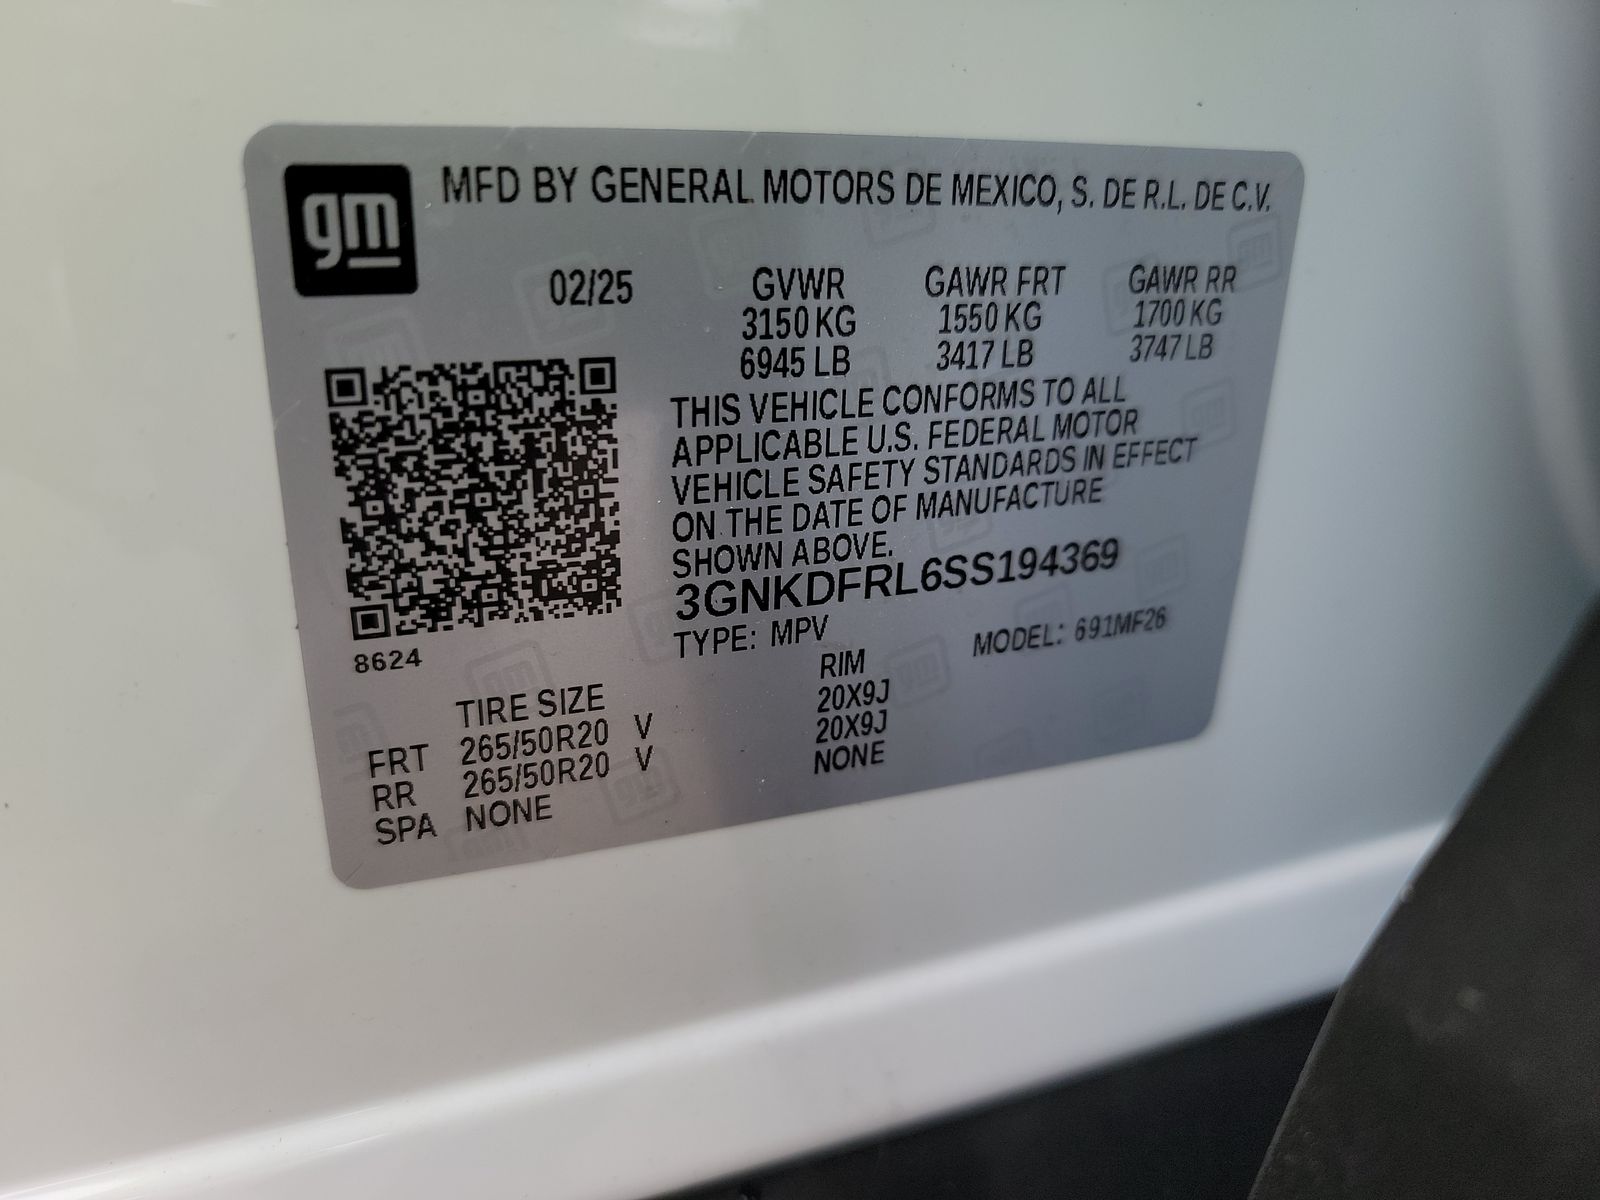 gm
MFD BY GENERAL MOTORS DE MEXICO, S. DE R.L. DE C.V.
02/25
GVWR GAWR FRT GAWR RR
3150 KG 1550 KG 1700 KG
6945 LB 3417 LB 3747 LB
THIS VEHICLE CONFORMS TO ALL
APPLICABLE U.S. FEDERAL MOTOR
VEHICLE SAFETY STANDARDS IN EFFECT
ON THE DATE OF MANUFACTURE
SHOWN ABOVE.
3GNKDFRL6SS194369
TYPE: MPV MODEL: 691MF26
8624
TIRE SIZE RIM
FRT 265/50R20 V 20X9J
RR 265/50R20 V 20X9J
SPA NONE NONE